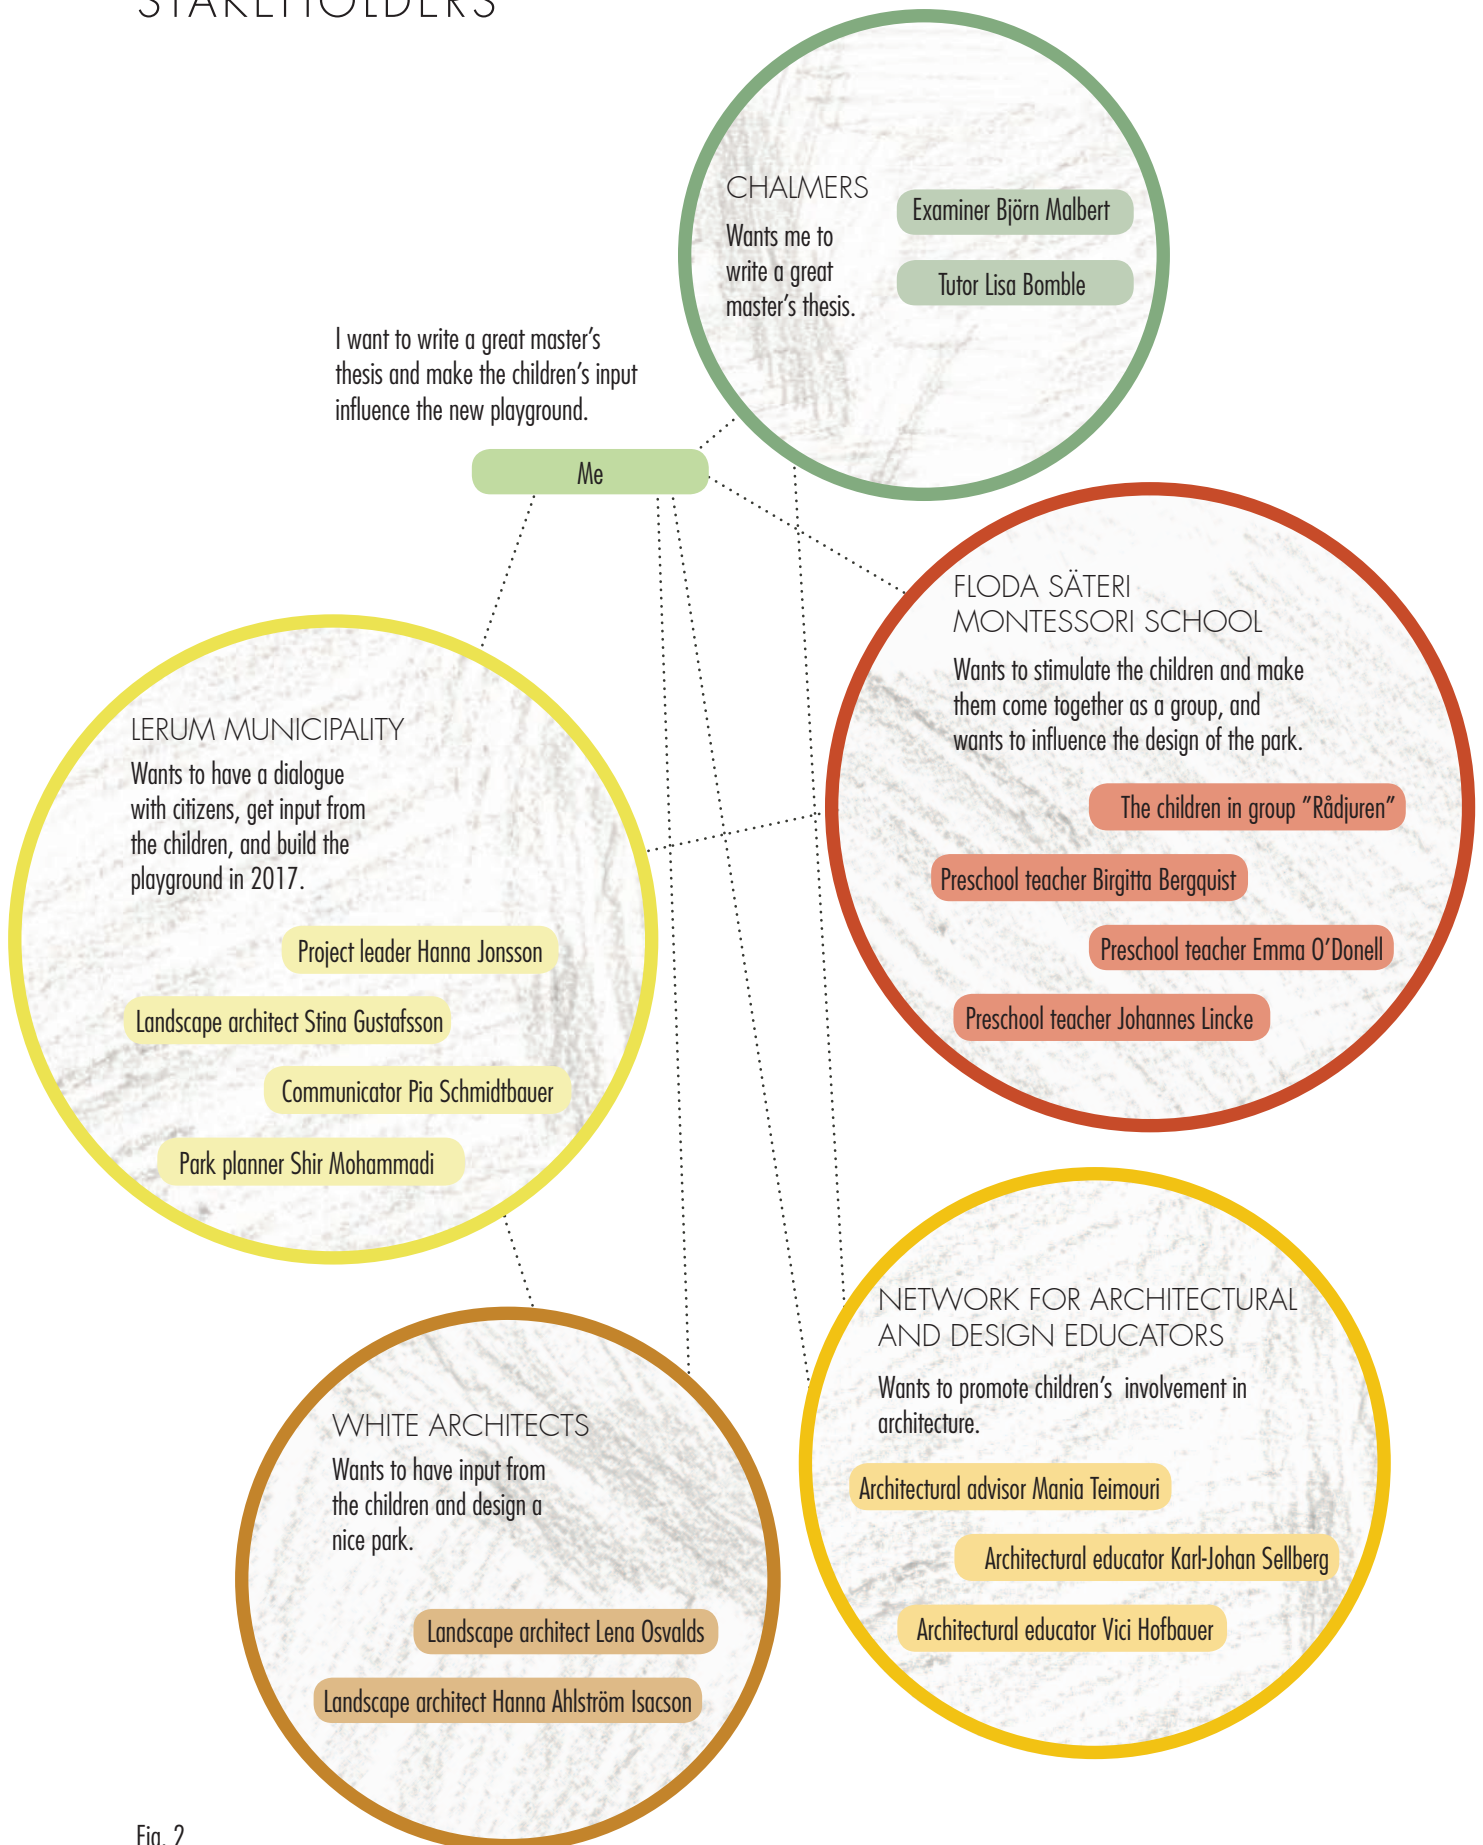 STAKEHOLDERS
CHALMERS
Wants me to
write a great
master’s thesis.
Examiner Björn Malbert
Tutor Lisa Bomble
I want to write a great master’s
thesis and make the children’s input
influence the new playground.
Me
FLODA SÄTERI
MONTESSORI SCHOOL
Wants to stimulate the children and make
them come together as a group, and
wants to influence the design of the park.
The children in group ”Rådjuren”
Preschool teacher Birgitta Bergquist
Preschool teacher Emma O’Donell
Preschool teacher Johannes Lincke
LERUM MUNICIPALITY
Wants to have a dialogue
with citizens, get input from
the children, and build the
playground in 2017.
Project leader Hanna Jonsson
Landscape architect Stina Gustafsson
Communicator Pia Schmidtbauer
Park planner Shir Mohammadi
NETWORK FOR ARCHITECTURAL
AND DESIGN EDUCATORS
Wants to promote children’s involvement in
architecture.
Architectural advisor Mania Teimouri
Architectural educator Karl-Johan Sellberg
Architectural educator Vici Hofbauer
WHITE ARCHITECTS
Wants to have input from
the children and design a
nice park.
Landscape architect Lena Osvalds
Landscape architect Hanna Ahlström Isacson
Fig. 2